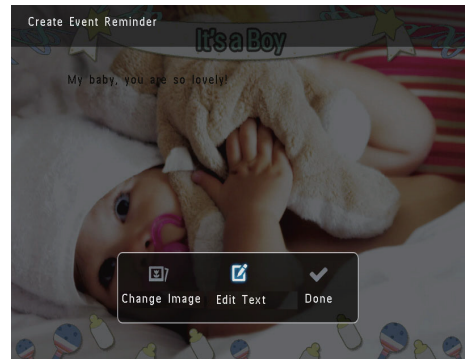 Create Event Reminder
It's a Boy
My baby, you are so lovely!
Change Image
Edit Text
Done